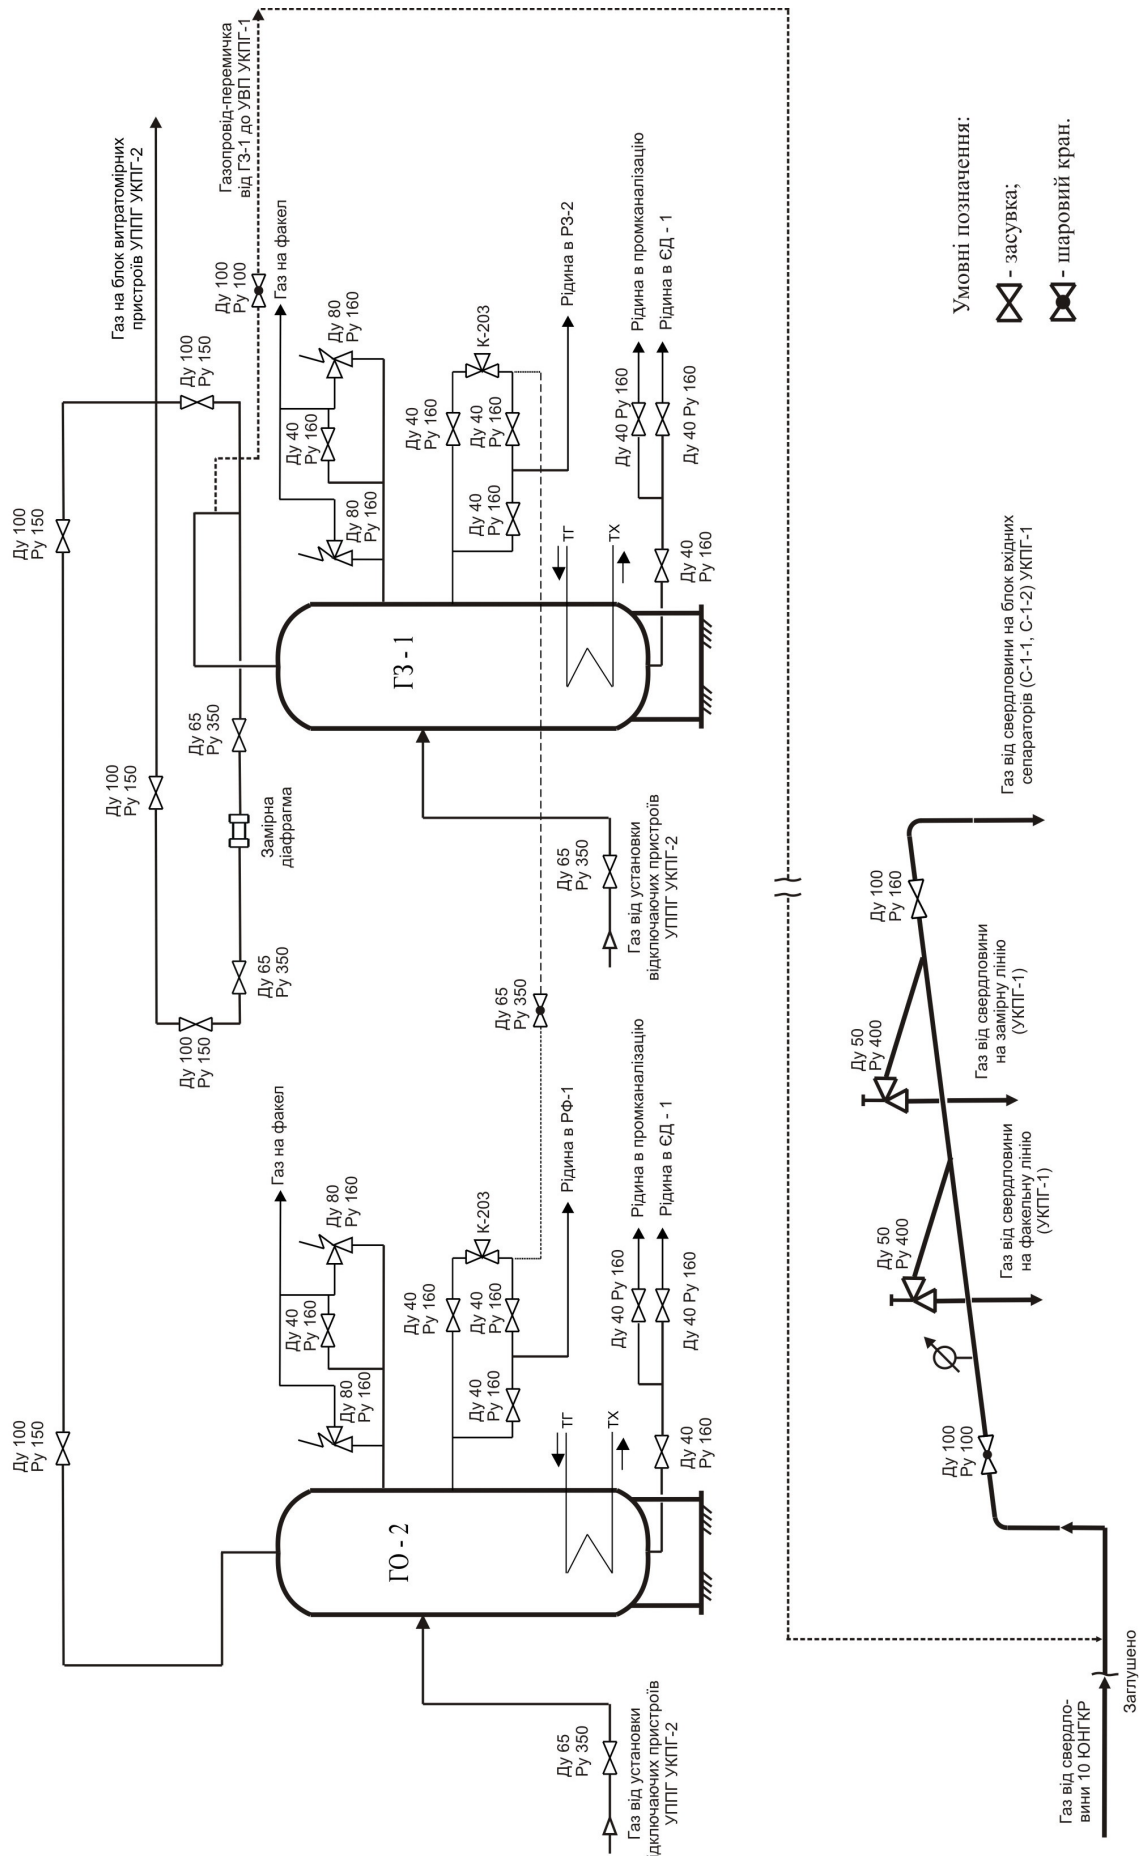 Газ на блок витратомірних
пристроїв УППГ УКПГ-2
Газопровід-перемичка
від ГЗ-1 до УВП УКПГ-1
Ду 100
Ру 150
Ду 100
Ру 150
Ду 100
Ру 150
Ду 100
Ру 100
Ду 100
Ру 150
Ду 65
Ру 350
Замірна
діафрагма
Ду 65
Ру 350
Ду 100
Ру 150
ГО - 2
Газ від установки
відключаючих пристроїв
УППГ УКПГ-2
Ду 65
Ру 350
Газ на факел
Ду 80
Ру 160
Ду 40
Ру 160
Ду 80
Ру 160
Ду 40
Ру 160
К-203
Ду 40
Ру 160
Ду 40
Ру 160
Рідина в РФ-1
ТГ
ТХ
Ду 40
Ру 160
Ду 40 Ру 160
Рідина в промканалізацію
Ду 40 Ру 160
Рідина в ЄД - 1
Ду 65
Ру 350
ГЗ - 1
Газ від установки
відключаючих пристроїв
УППГ УКПГ-2
Ду 65
Ру 350
Газ на факел
Ду 80
Ру 160
Ду 40
Ру 160
Ду 80
Ру 160
Ду 40
Ру 160
К-203
Ду 40
Ру 160
Ду 40
Ру 160
Рідина в РЗ-2
ТГ
ТХ
Ду 40
Ру 160
Ду 40 Ру 160
Рідина в промканалізацію
Ду 40 Ру 160
Рідина в ЄД - 1
Газ від свердло-
вини 10 ЮНГКР
Заглушено
Ду 100
Ру 100
Ду 50
Ру 400
Газ від свердловини
на факельну лінію
(УКПГ-1)
Ду 50
Ру 400
Газ від свердловини
на замірну лінію
(УКПГ-1)
Ду 100
Ру 160
Газ від свердловини на блок вхідних
сепараторів (С-1-1, С-1-2) УКПГ-1
Умовні позначення:
- засувка;
- шаровий кран.